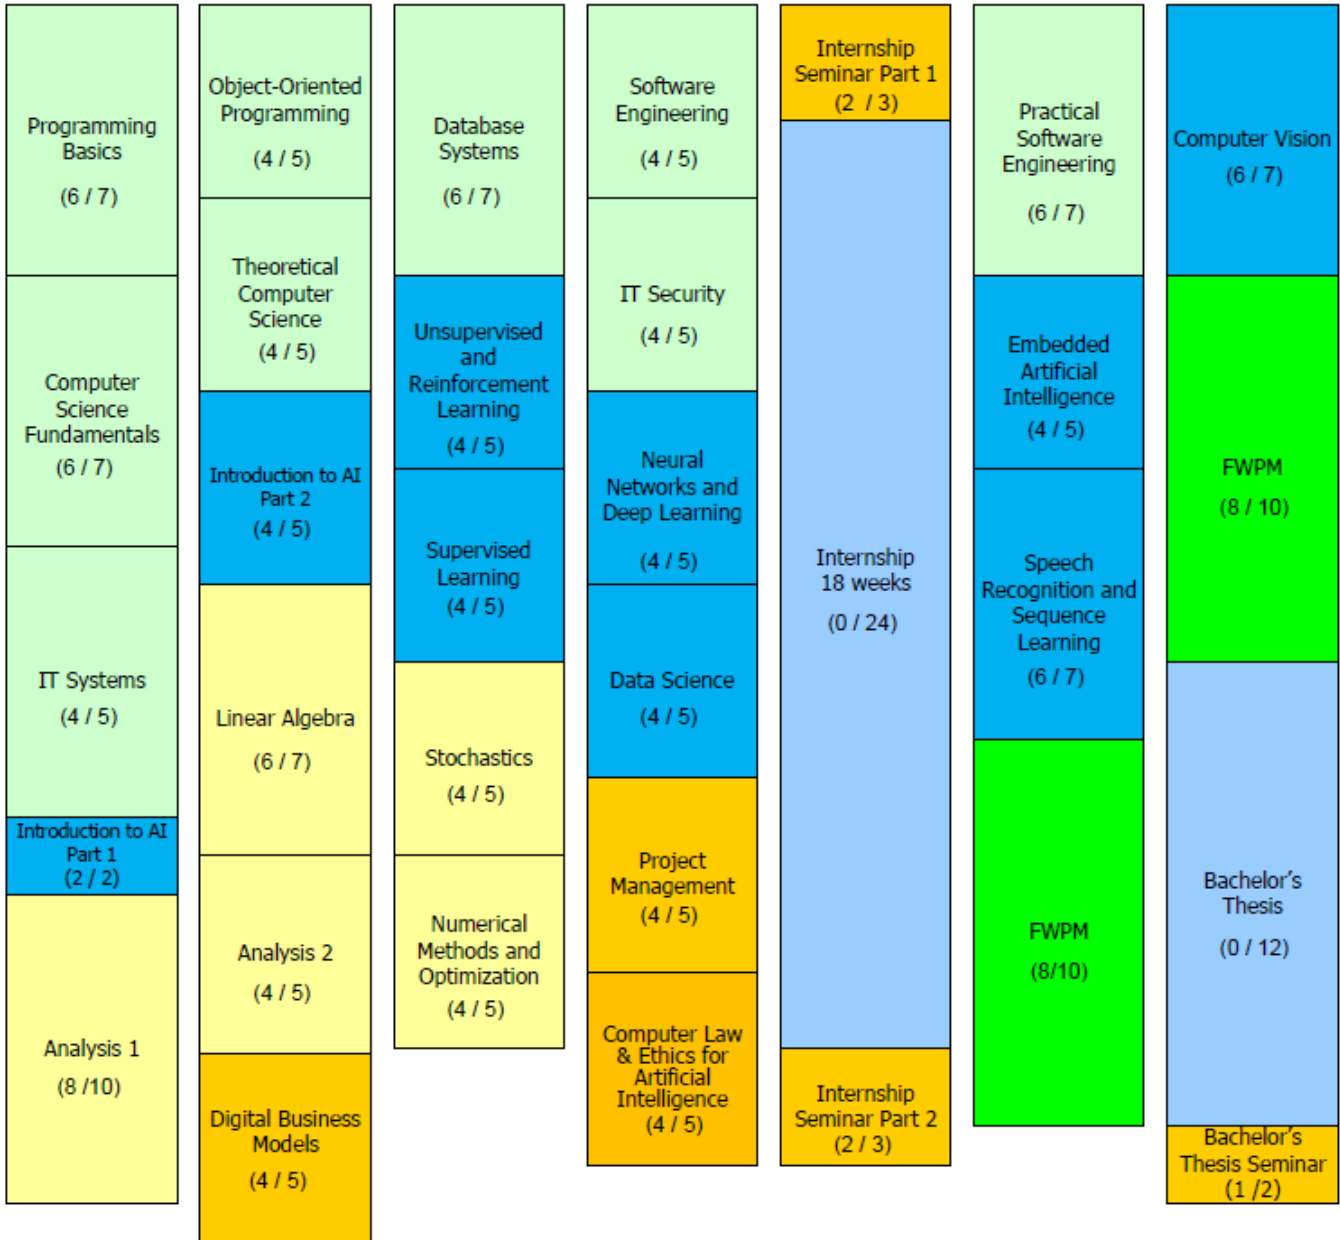 Programming
Basics
(6 / 7)
Computer
Science
Fundamentals
(6 / 7)
IT Systems
(4 / 5)
Introduction to AI
Part 1
(2 / 2)
Analysis 1
(8 /10)
Object-Oriented
Programming
(4 / 5)
Theoretical
Computer
Science
(4 / 5)
Introduction to AI
Part 2
(4 / 5)
Linear Algebra
(6 / 7)
Analysis 2
(4 / 5)
Digital Business
Models
(4 / 5)
Database
Systems
(6 / 7)
Unsupervised
and
Reinforcement
Learning
(4 / 5)
Supervised
Learning
(4 / 5)
Stochastics
(4 / 5)
Numerical
Methods and
Optimization
(4 / 5)
Software
Engineering
(4 / 5)
IT Security
(4 / 5)
Neural
Networks and
Deep Learning
(4 / 5)
Data Science
(4 / 5)
Project
Management
(4 / 5)
Computer Law
& Ethics for
Artificial
Intelligence
(4 / 5)
Internship
Seminar Part 1
(2 / 3)
Internship
18 weeks
(0 / 24)
Internship
Seminar Part 2
(2 / 3)
Practical
Software
Engineering
(6 / 7)
Embedded
Artificial
Intelligence
(4 / 5)
Speech
Recognition and
Sequence
Learning
(6 / 7)
FWPM
(8/10)
Computer Vision
(6 / 7)
FWPM
(8 / 10)
Bachelor's
Thesis
(0 / 12)
Bachelor's
Thesis Seminar
(1 /2)